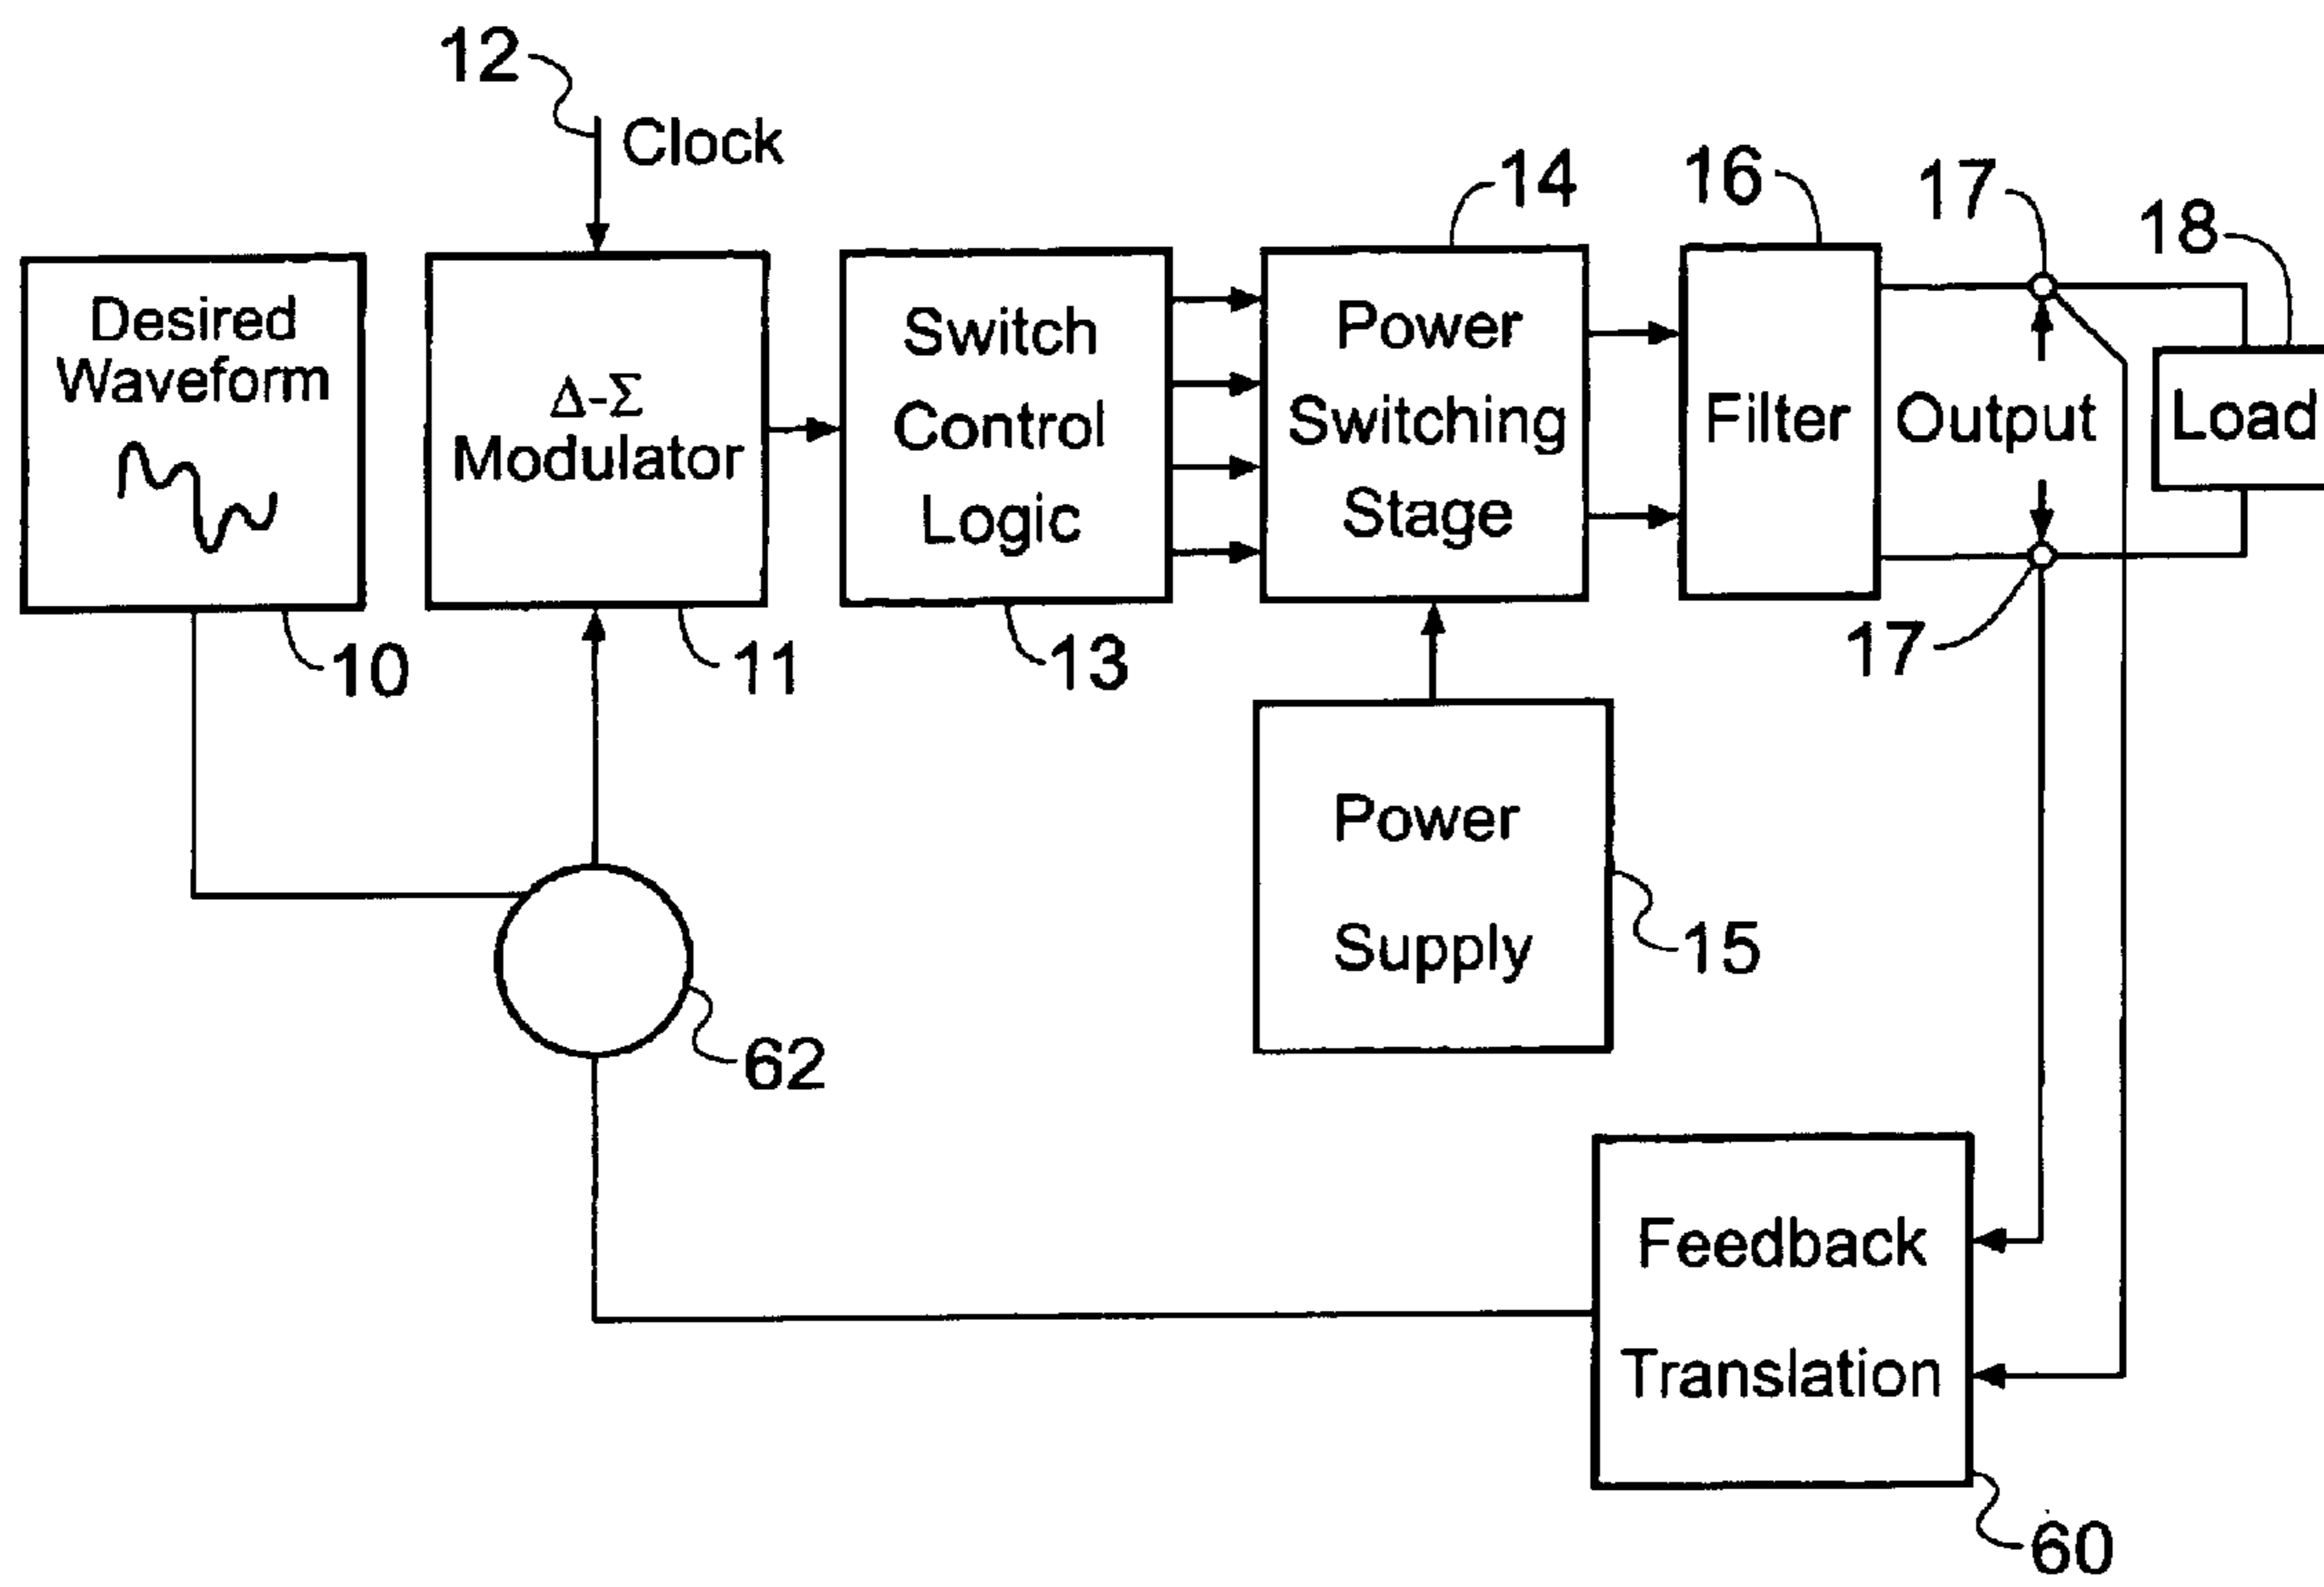 12
Clock
14
16
17
18
Desired
Waveform
Δ-Σ
Modulator
Switch
Control
Logic
Power
Switching
Stage
Filter
Output
Load
10
11
13
17
Power
Supply
15
62
Feedback
Translation
60